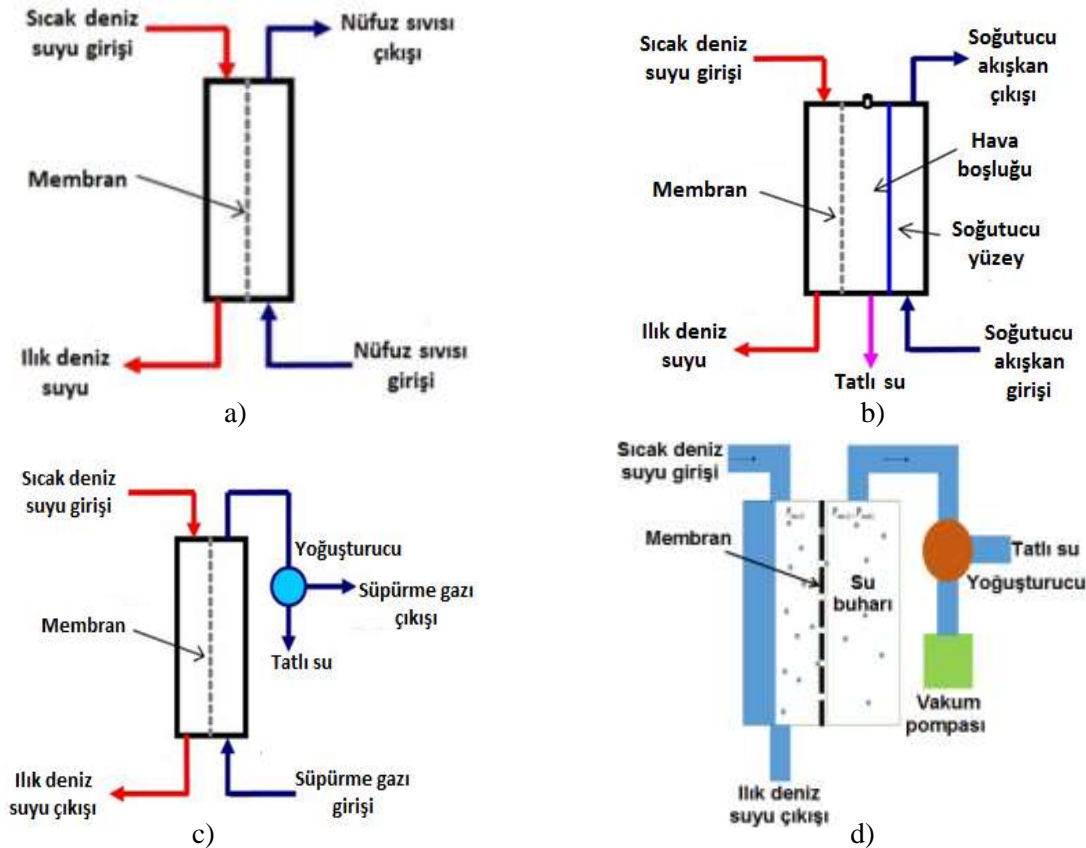 Sıcak deniz
suyu girişi
Nüfuz sıvısı
çıkışı
Membran
Ilık deniz
suyu
Nüfuz sıvısı
girişi
a)
Sıcak deniz
suyu girişi
Soğutucu
akışkan
çıkışı
Hava
boşluğu
Membran
Soğutucu
yüzey
Ilık deniz
suyu
Tatlı su
Soğutucu
akışkan
girişi
b)
Sıcak deniz
suyu girişi
Yoğuşturucu
Süpürme gazı
çıkışı
Membran
Tatlı su
Ilık deniz
suyu çıkışı
Süpürme gazı
girişi
c)
Sıcak deniz
suyu girişi
Membran
Su
buharı
Tatlı su
Yoğuşturucu
Vakum
pompası
Ilık deniz
suyu çıkışı
d)